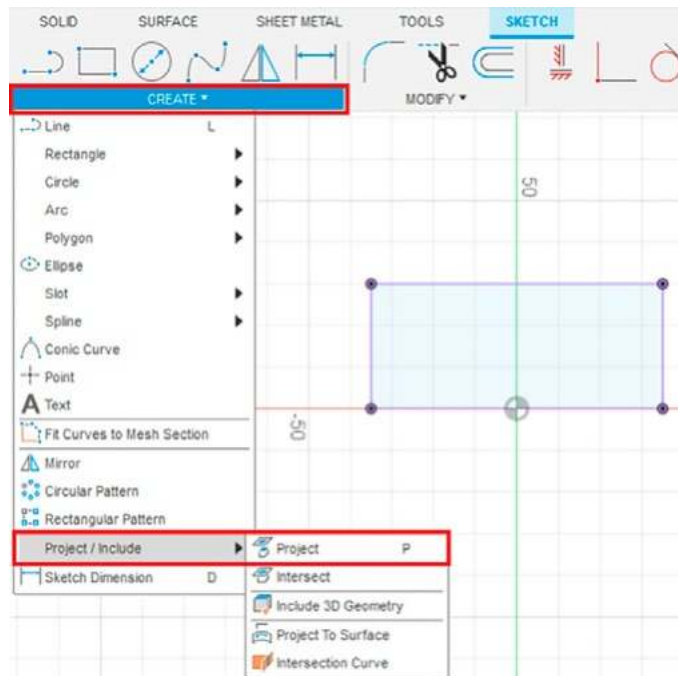 SOLID SURFACE SHEET METAL TOOLS SKETCH
CREATE ▾ MODIFY ▾
Line L
Rectangle
Circle
Arc
Polygon
Ellipse
Slot
Spline
Conic Curve
Point
A Text
Fit Curves to Mesh Section
Mirror
Circular Pattern
Rectangular Pattern
Project / Include
Sketch Dimension D
Project P
Intersect
Include 3D Geometry
Project To Surface
Intersection Curve
50
-50